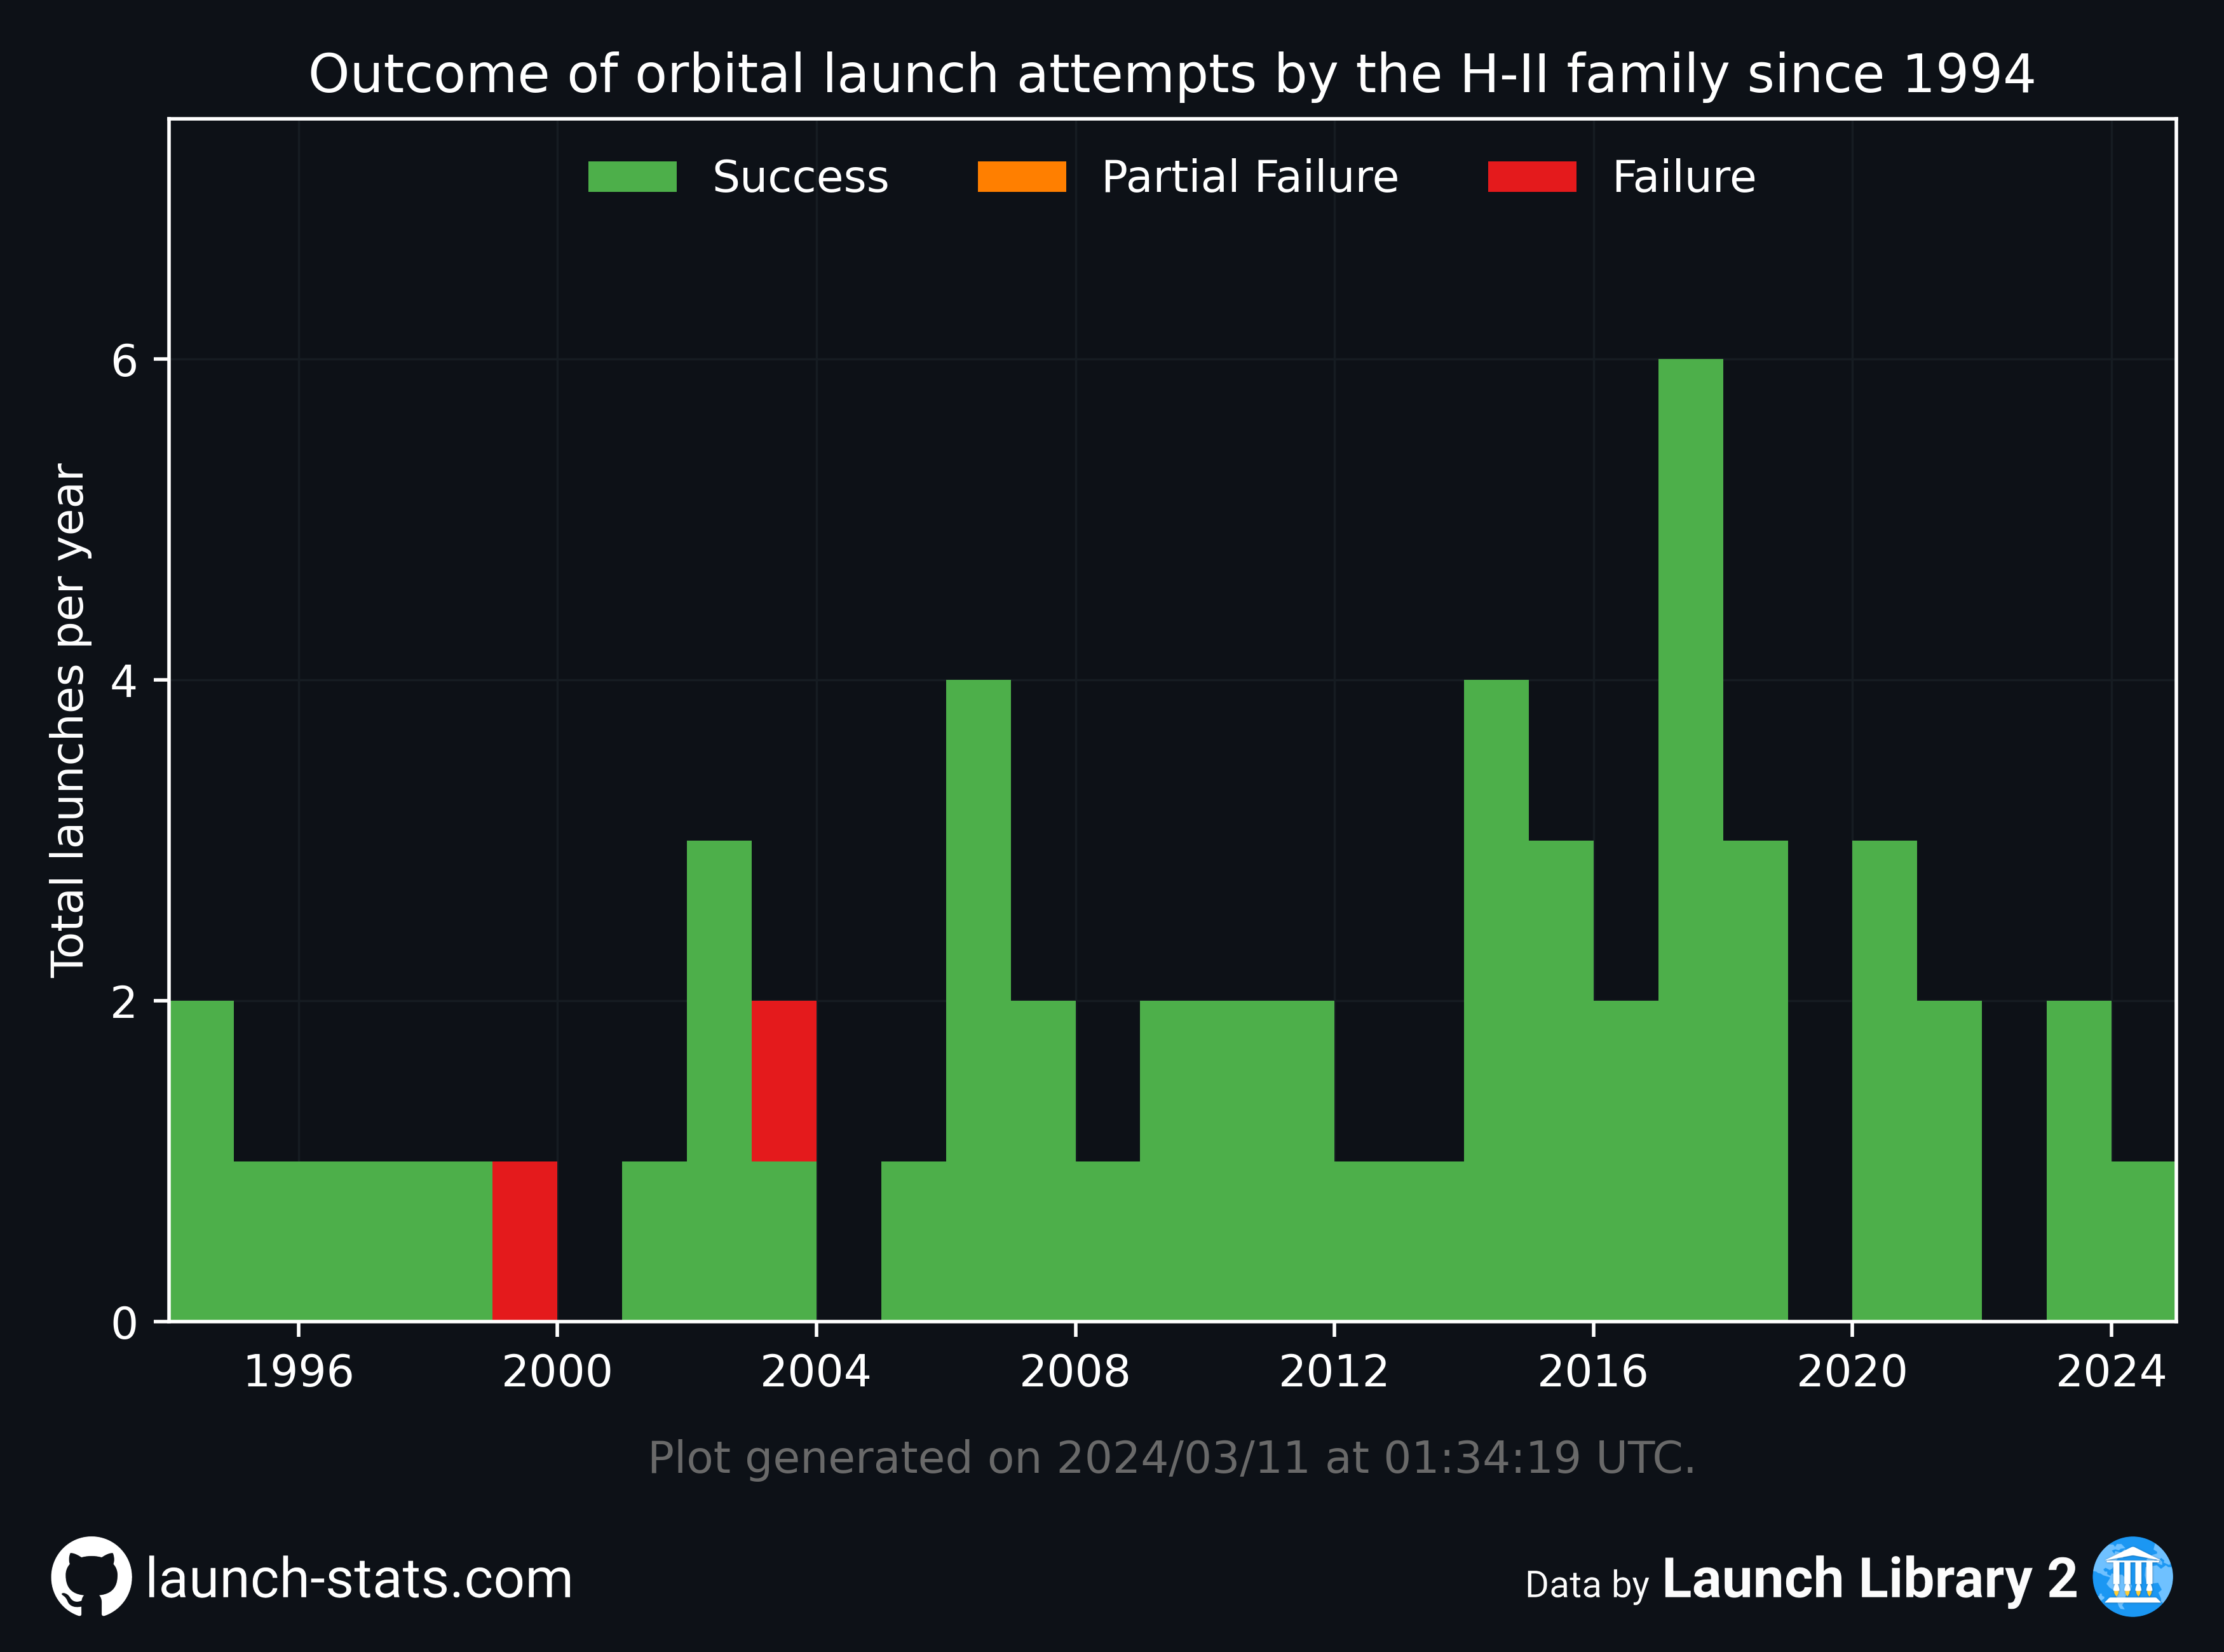 Outcome of orbital launch attempts by the H-II family since 1994
Success Partial Failure Failure
Total launches per year
6
4
2
0
1996 2000 2004 2008 2012 2016 2020 2024
Plot generated on 2024/03/11 at 01:34:19 UTC.
launch-stats.com
Data by Launch Library 2